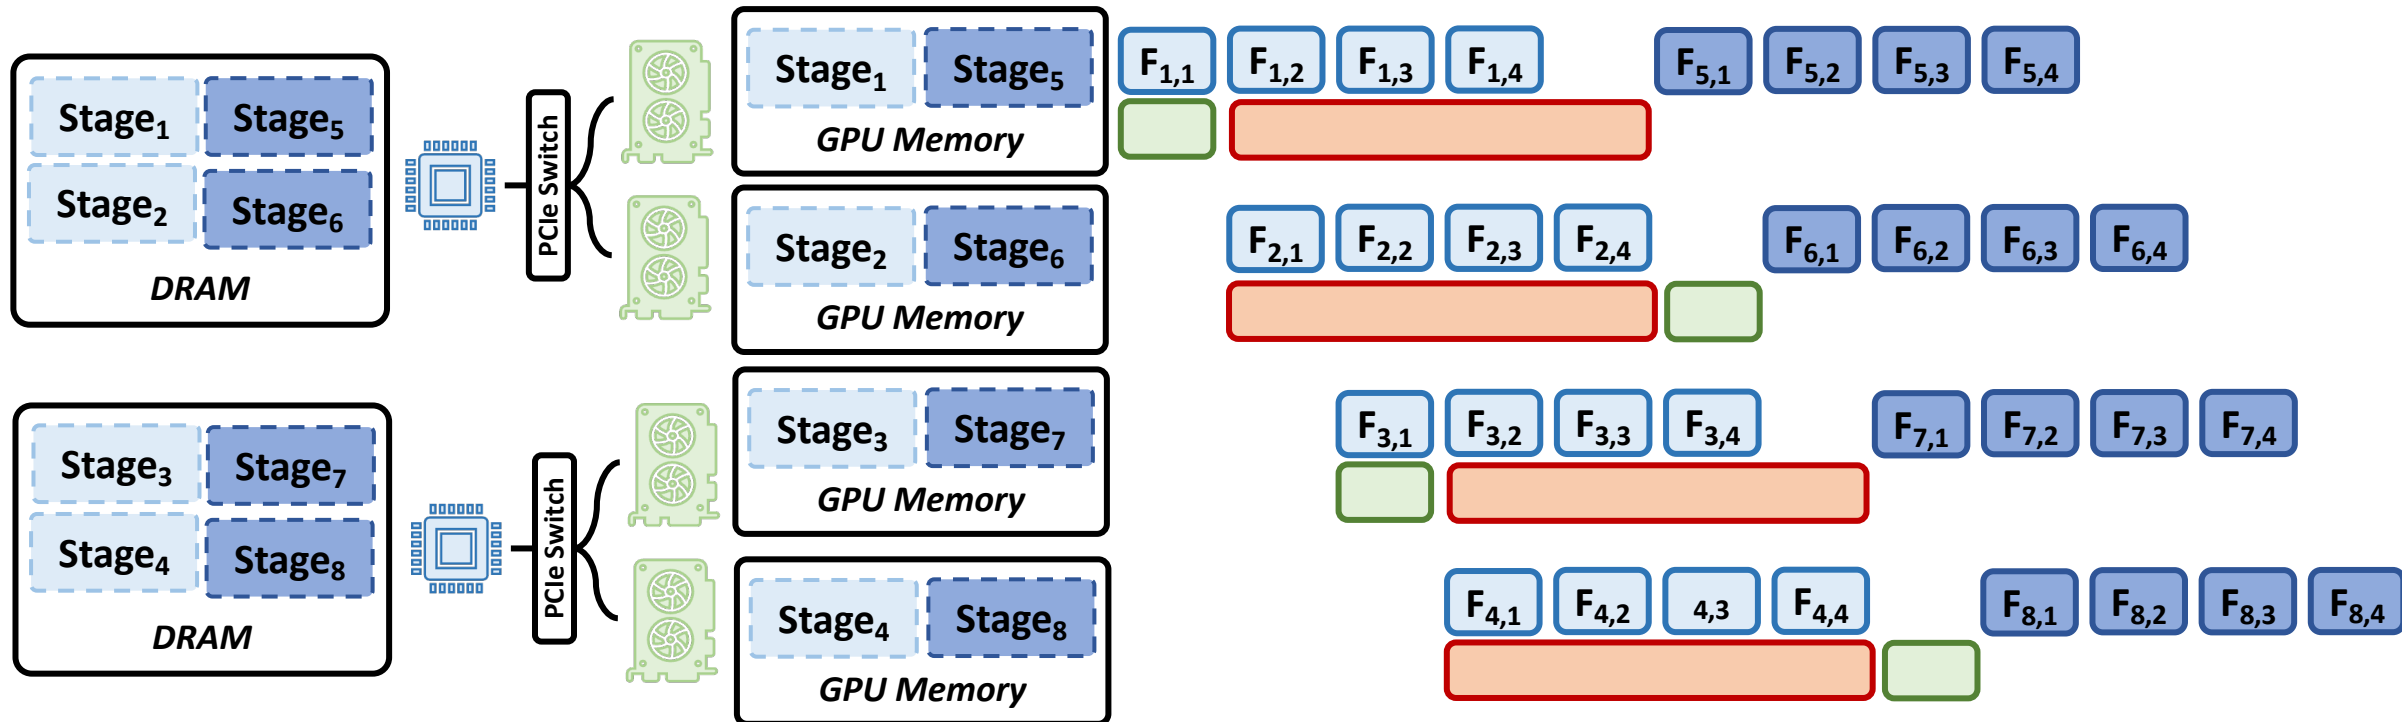 Stage1 Stage5
Stage2 Stage6
DRAM
PCIe Switch
Stage1 Stage5
GPU Memory
Stage2 Stage6
GPU Memory
F1,1 F1,2 F1,3 F1,4 F5,1 F5,2 F5,3 F5,4
F2,1 F2,2 F2,3 F2,4 F6,1 F6,2 F6,3 F6,4
Stage3 Stage7
Stage4 Stage8
DRAM
PCIe Switch
Stage3 Stage7
GPU Memory
Stage4 Stage8
GPU Memory
F3,1 F3,2 F3,3 F3,4 F7,1 F7,2 F7,3 F7,4
F4,1 F4,2 4,3 F4,4 F8,1 F8,2 F8,3 F8,4